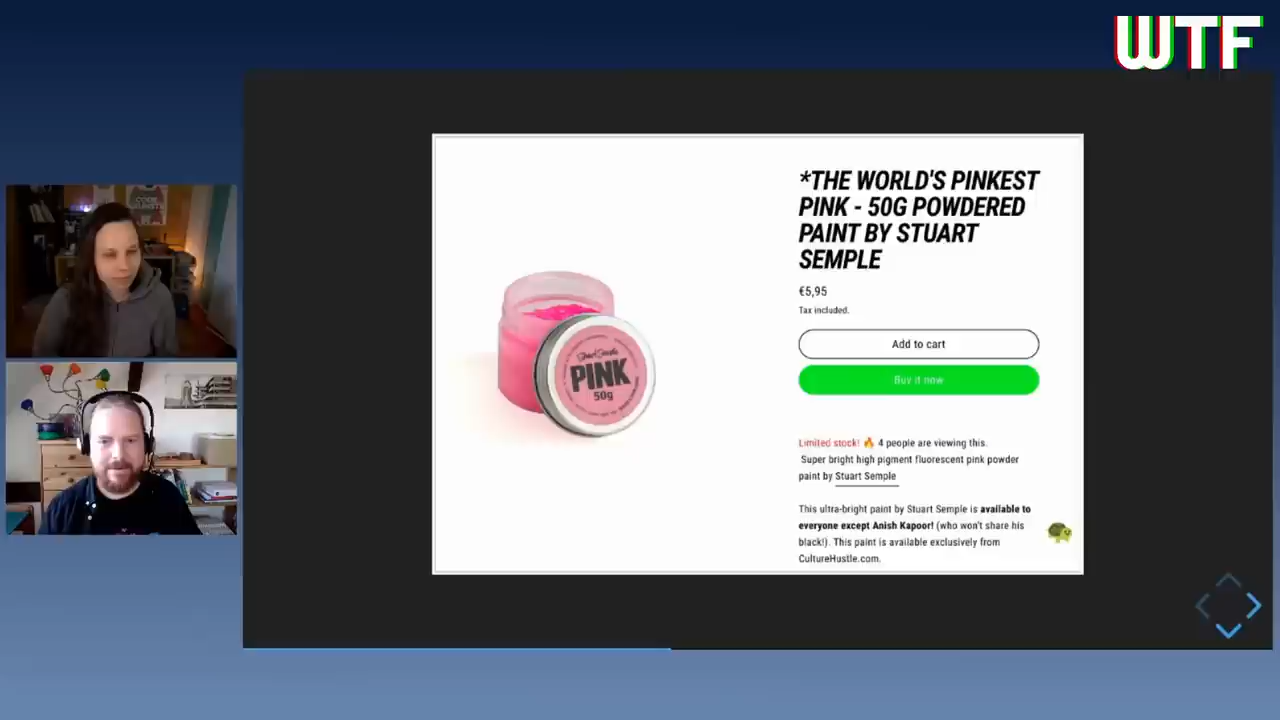 WTF
*THE WORLD'S PINKEST
PINK - 50G POWDERED
PAINT BY STUART
SEMPLE
€5,95
Tax included.
Add to cart
Buy it now
PINK
50g
Limited stock! 🔥 4 people are viewing this.
Super bright high pigment fluorescent pink powder
paint by Stuart Semple
This ultra-bright paint by Stuart Semple is available to
everyone except Anish Kapoor! (who won't share his
black!). This paint is available exclusively from
CultureHustle.com.